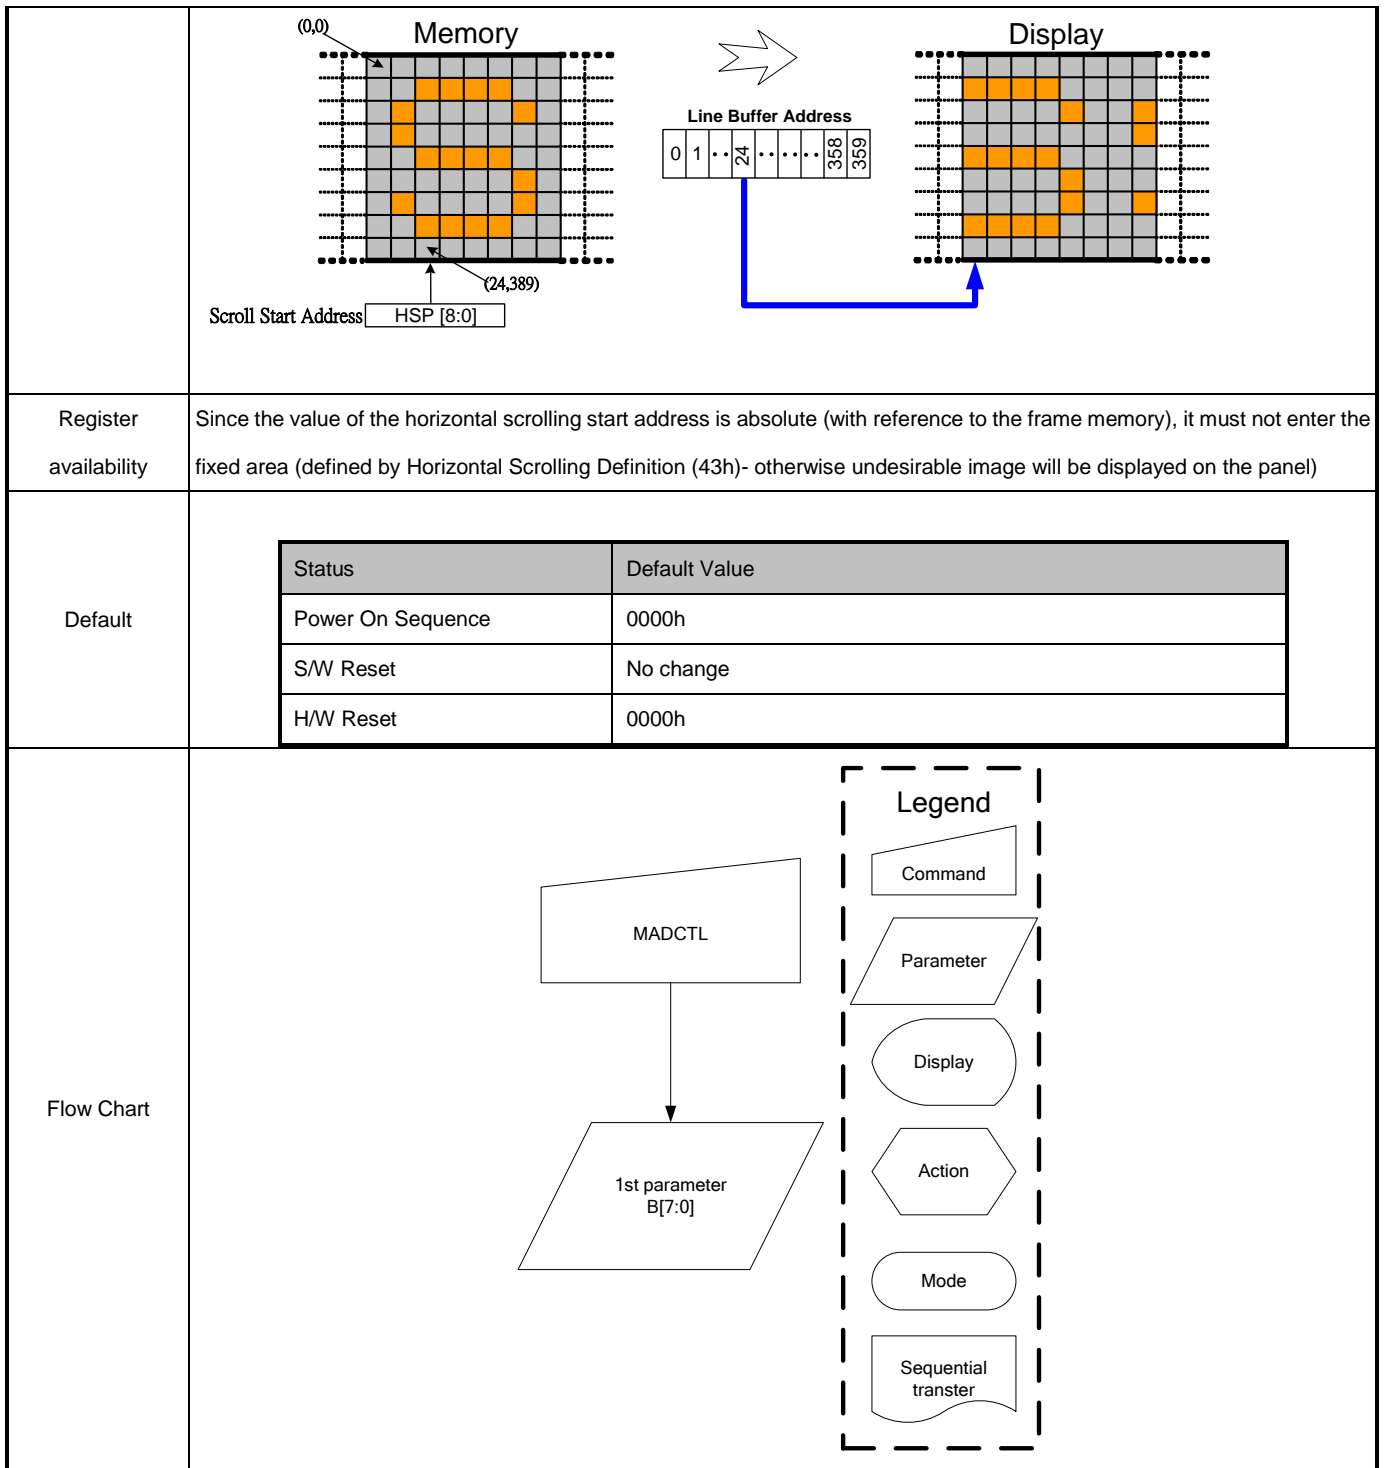 (0,0)
Memory
Display
Line Buffer Address
0 1 ·· 24 ······ 358 359
(24,389)
Scroll Start Address HSP [8:0]
Register
availability
Since the value of the horizontal scrolling start address is absolute (with reference to the frame memory), it must not enter the
fixed area (defined by Horizontal Scrolling Definition (43h)- otherwise undesirable image will be displayed on the panel)
Default
Status Default Value
Power On Sequence 0000h
S/W Reset No change
H/W Reset 0000h
Flow Chart
MADCTL
1st parameter
B[7:0]
Legend
Command
Parameter
Display
Action
Mode
Sequential
transter